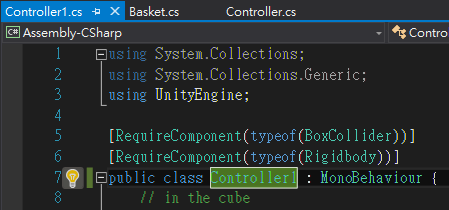 Controller1.cs Basket.cs Controller.cs
C# Assembly-CSharp Contro
1 using System.Collections;
2 using System.Collections.Generic;
3 using UnityEngine;
4
5 [RequireComponent(typeof(BoxCollider))]
6 [RequireComponent(typeof(Rigidbody))]
7 public class Controller1 : MonoBehaviour {
8 // in the cube